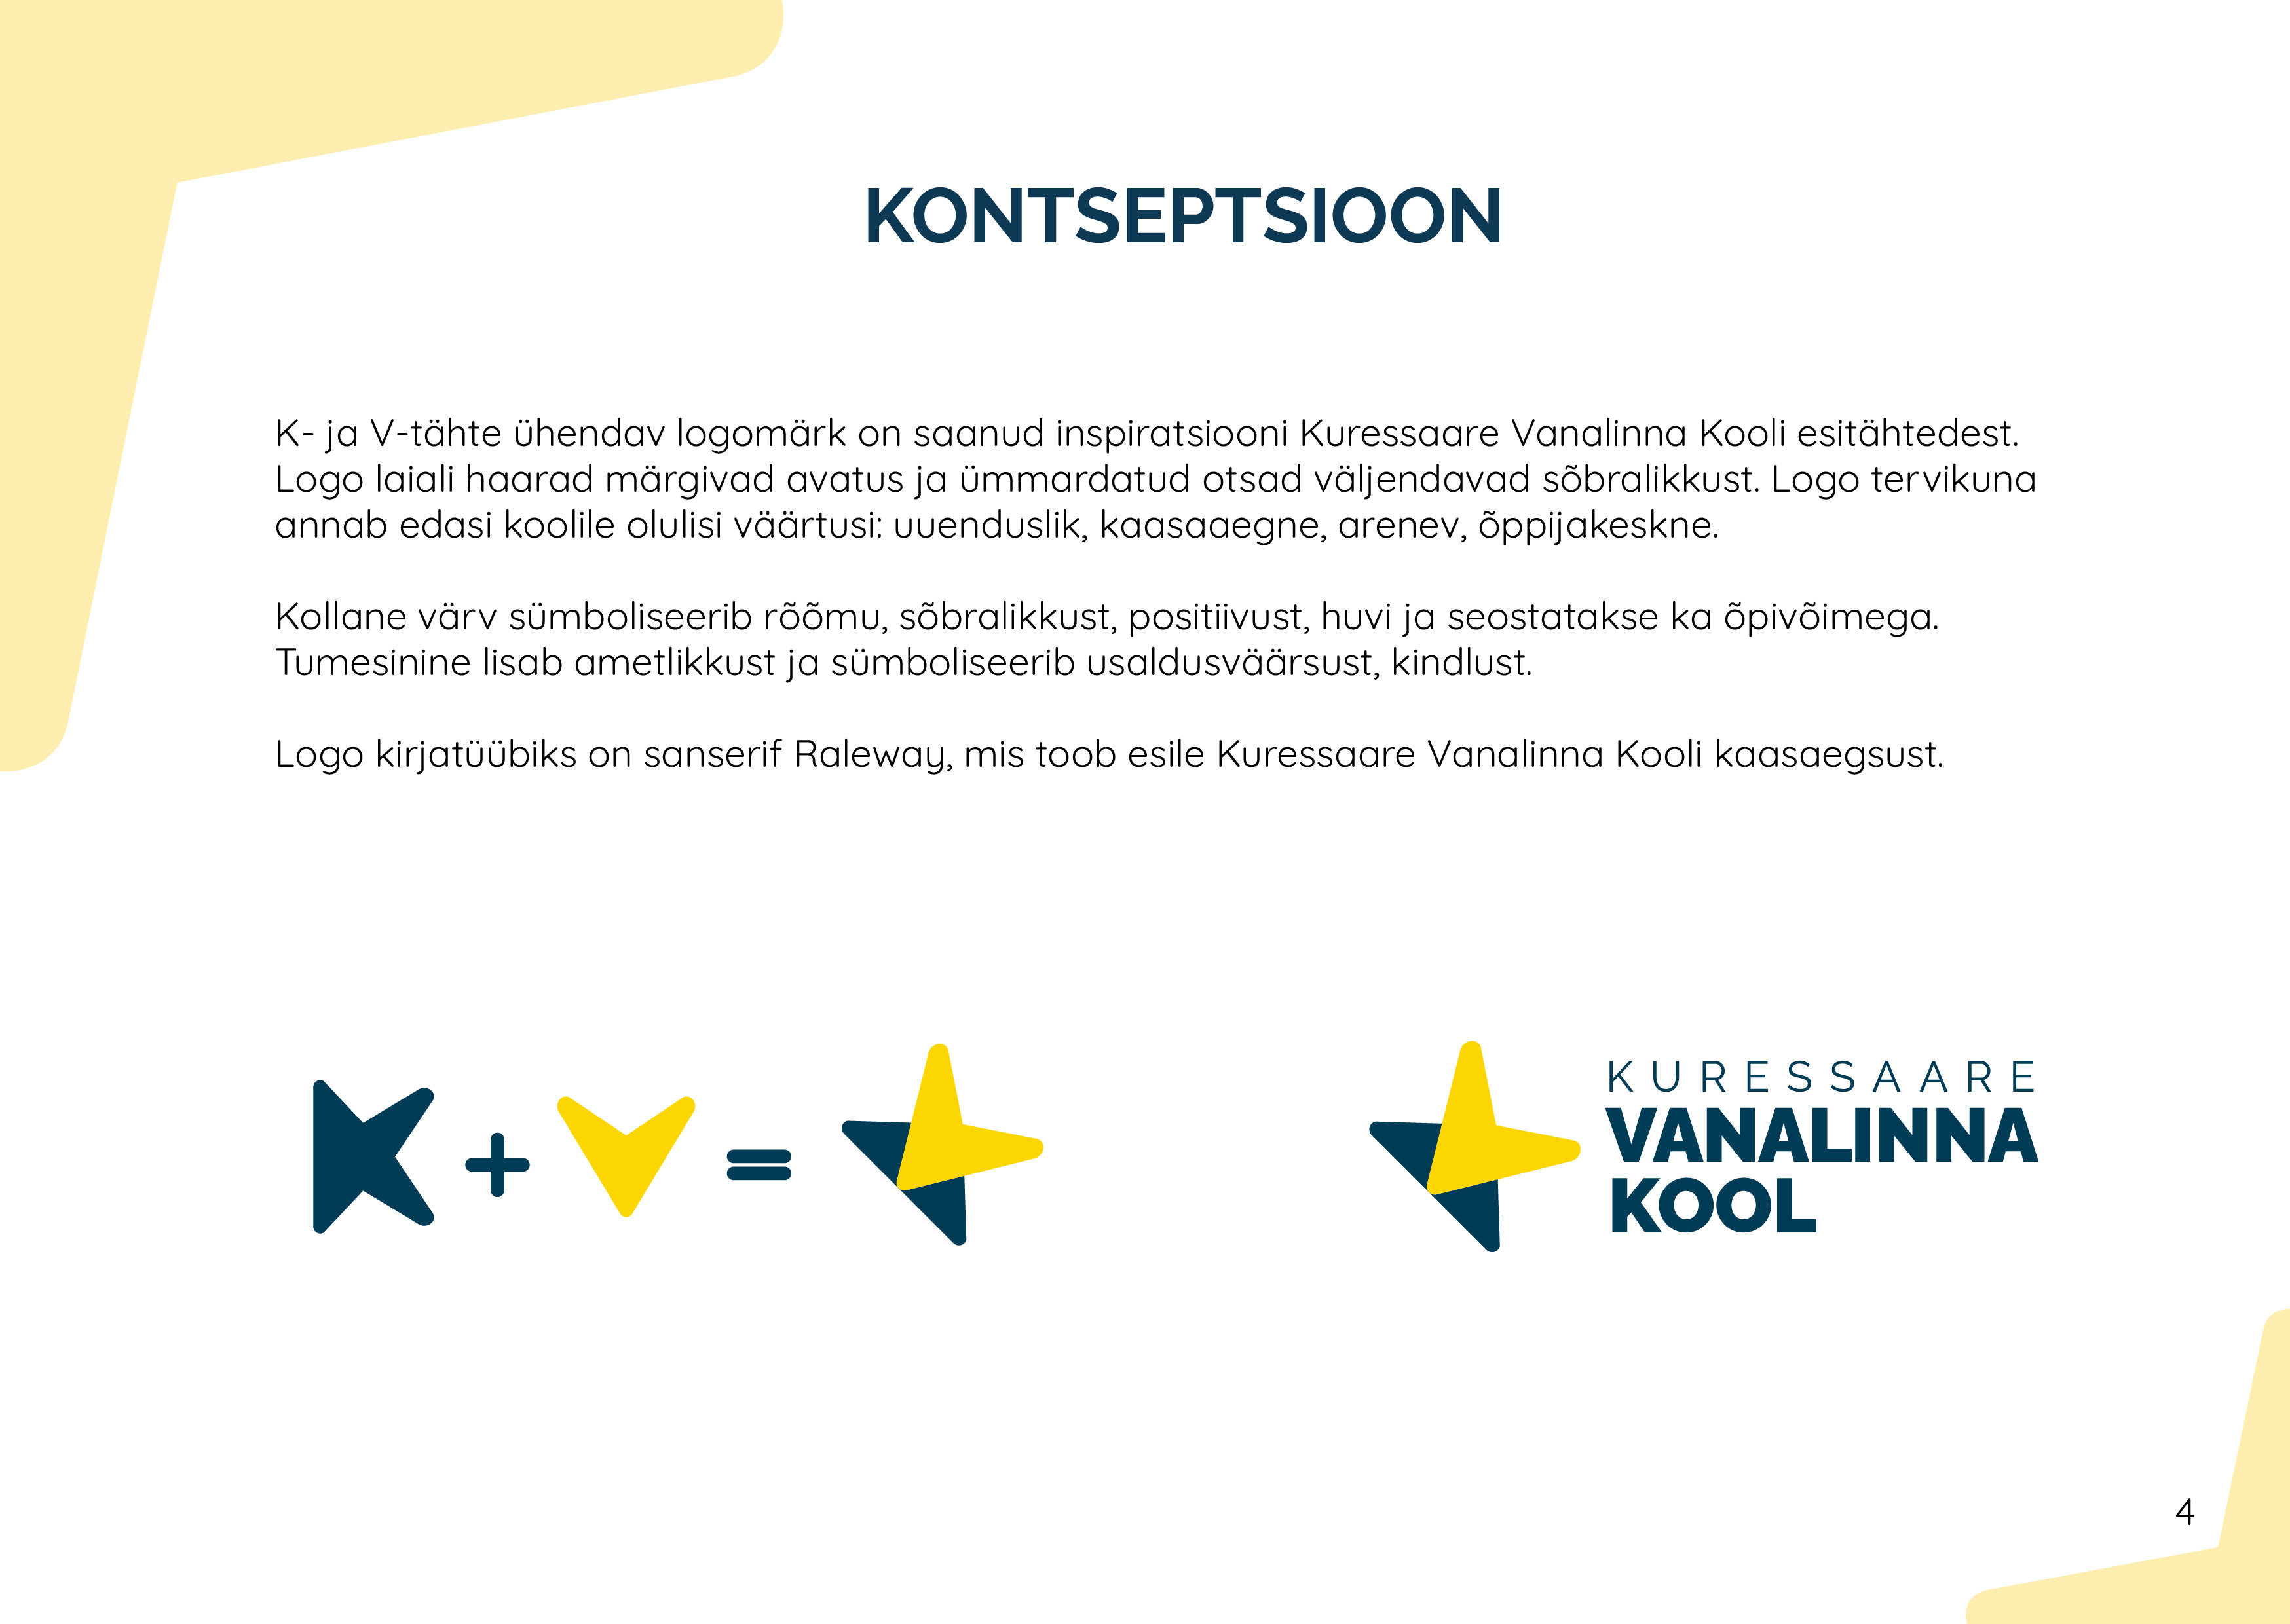 KONTSEPTSIOON
K- ja V-tähte ühendav logomärk on saanud inspiratsiooni Kuressaare Vanalinna Kooli esitähtedest.
Logo laiali haarad märgivad avatus ja ümmardatud otsad väljendavad sõbralikkust. Logo tervikuna
annab edasi koolile olulisi väärtusi: uuenduslik, kaasaaegne, arenev, õppijakeskne.
Kollane värv sümboliseerib rõõmu, sõbralikkust, positiivust, huvi ja seostatakse ka õpivõimega.
Tumesinine lisab ametlikkust ja sümboliseerib usaldusväärsust, kindlust.
Logo kirjatüübiks on sanserif Raleway, mis toob esile Kuressaare Vanalinna Kooli kaasaegsust.
K + V =
KURESSAARE
VANALINNA
KOOL
4